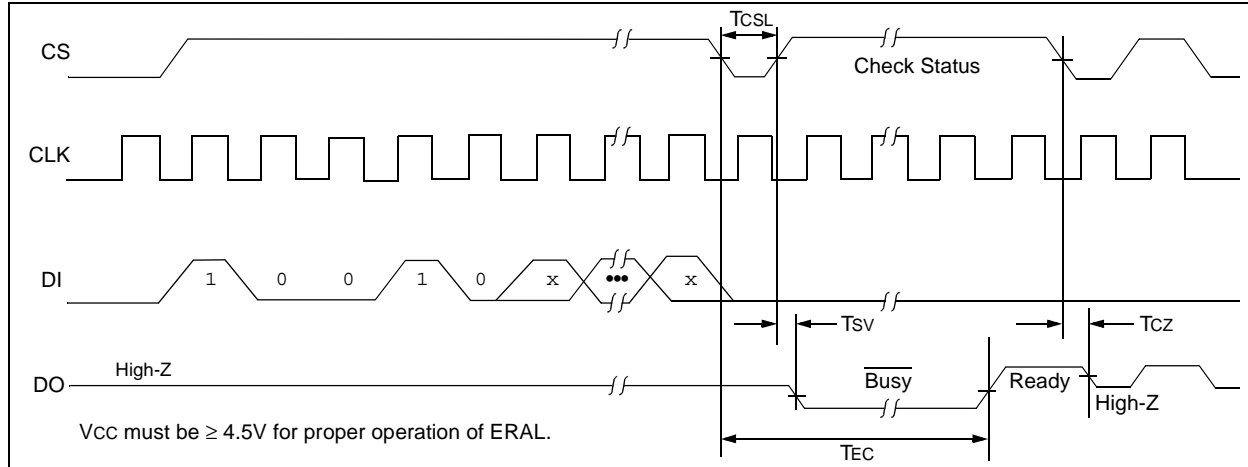 TCSL
CS
Check Status
CLK
DI
1 0 0 1 0 x ••• x
TSV
TCZ
DO
High-Z
Busy
Ready
High-Z
VCC must be ≥ 4.5V for proper operation of ERAL.
TEC